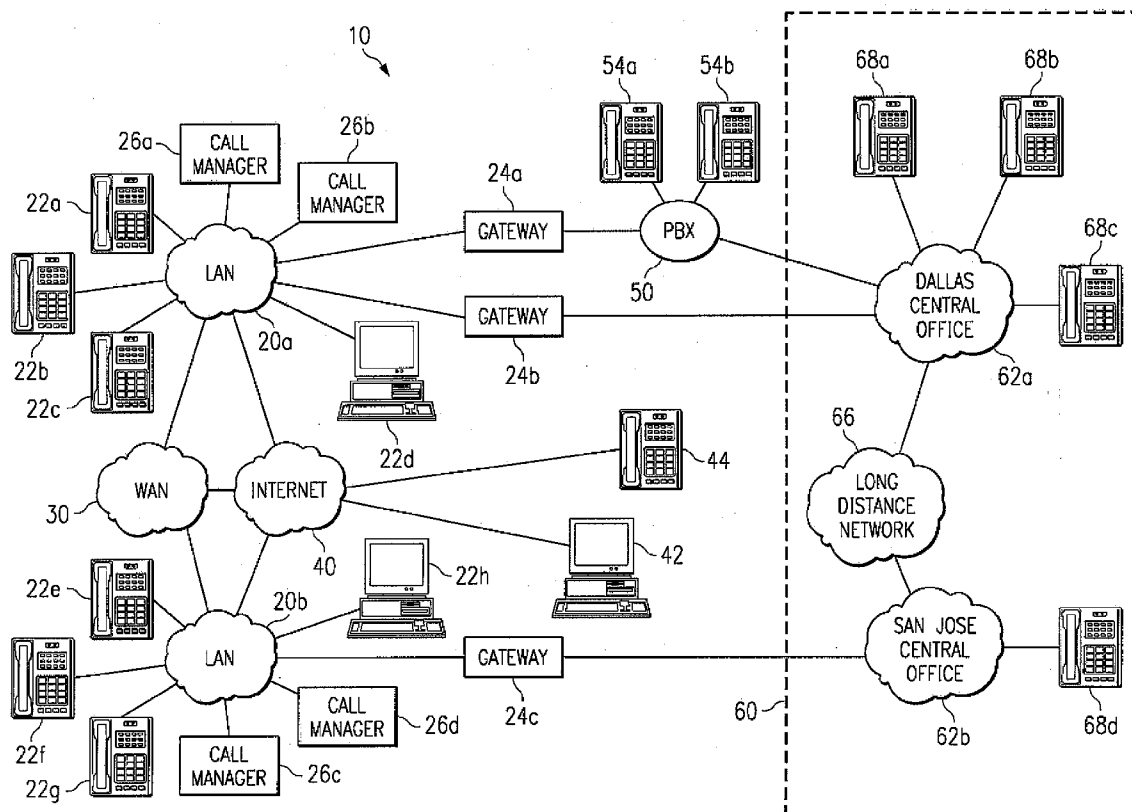 10
54a
54b
68a
68b
26a
CALL
MANAGER
26b
CALL
MANAGER
22a
24a
GATEWAY
PBX
50
LAN
20a
68c
DALLAS
CENTRAL
OFFICE
62a
GATEWAY
24b
22b
22c
22d
66
LONG
DISTANCE
NETWORK
44
WAN
30
INTERNET
40
42
22e
22h
20b
LAN
GATEWAY
24c
SAN JOSE
CENTRAL
OFFICE
62b
68d
22f
22g
CALL
MANAGER
26d
CALL
MANAGER
26c
60